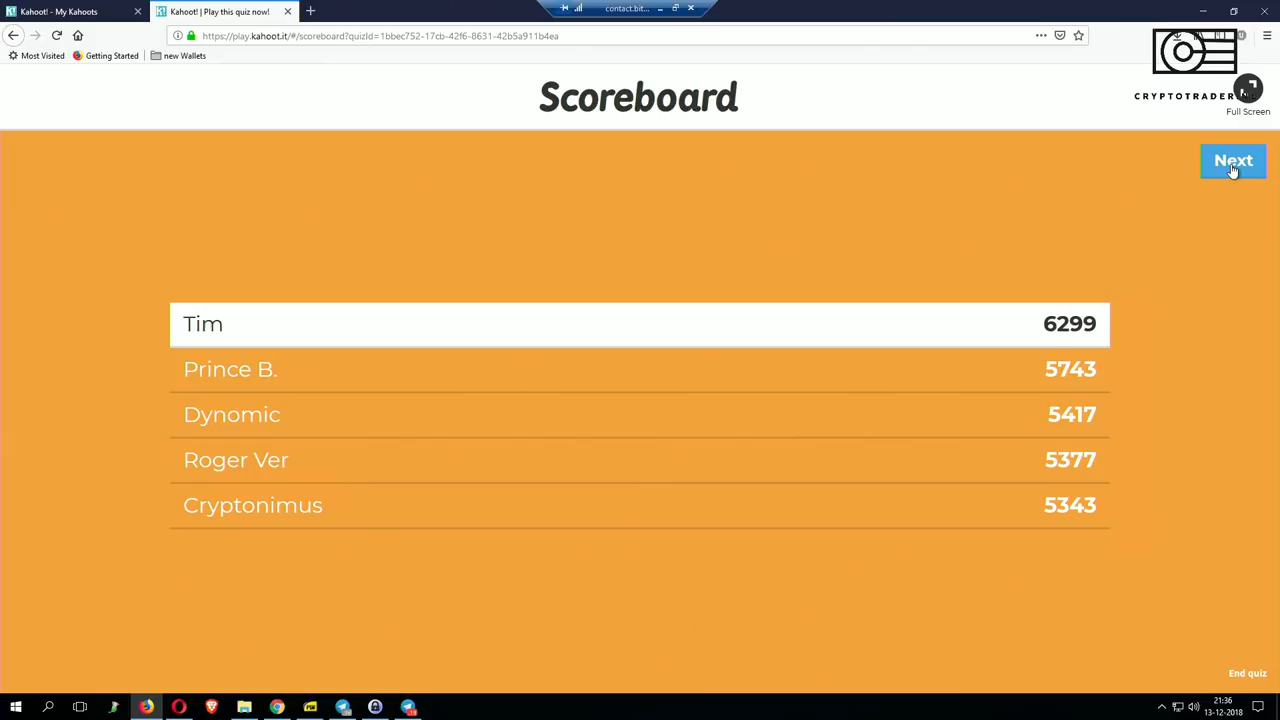 Kahoot! - My Kahoots
Kahoot! | Play this quiz now!
contact.bit...
https://play.kahoot.it/#/scoreboard?quizId=1bbec752-17cb-42f6-8631-42b5a911b4ea
Most Visited
Getting Started
new Wallets
Scoreboard
CRYPTOTRADER
Full Screen
Next
Tim 6299
Prince B. 5743
Dynomic 5417
Roger Ver 5377
Cryptonimus 5343
End quiz
21:36
13-12-2018